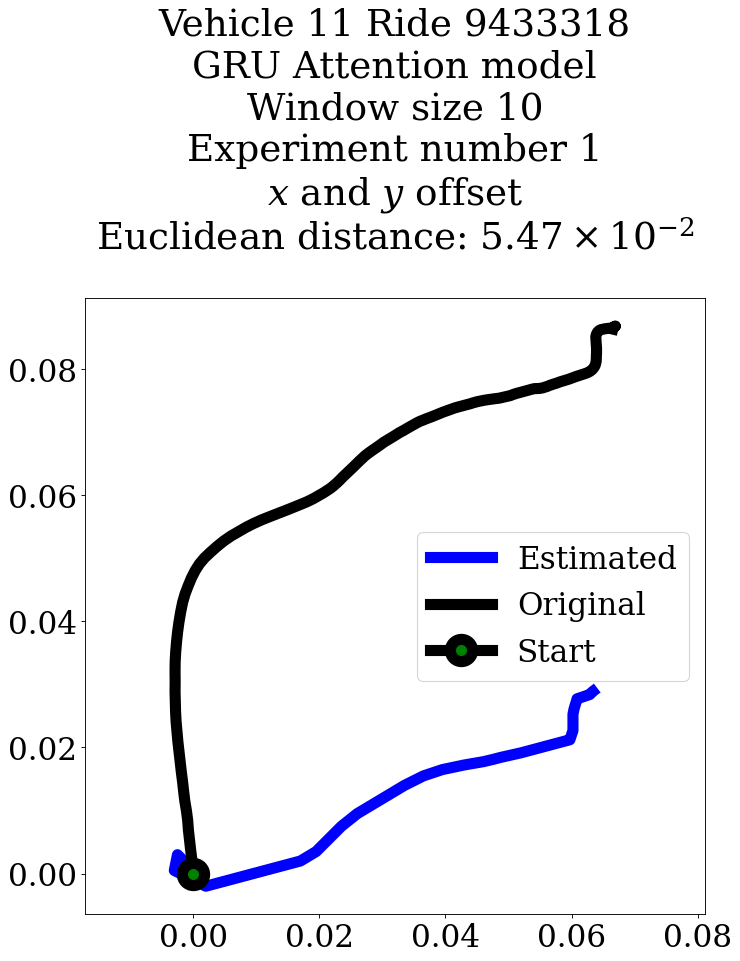 Vehicle 11 Ride 9433318
GRU Attention model
Window size 10
Experiment number 1
x and y offset
Euclidean distance: 5.47 × 10⁻²
0.08
0.06
0.04
0.02
0.00
Estimated
Original
Start
0.00 0.02 0.04 0.06 0.08